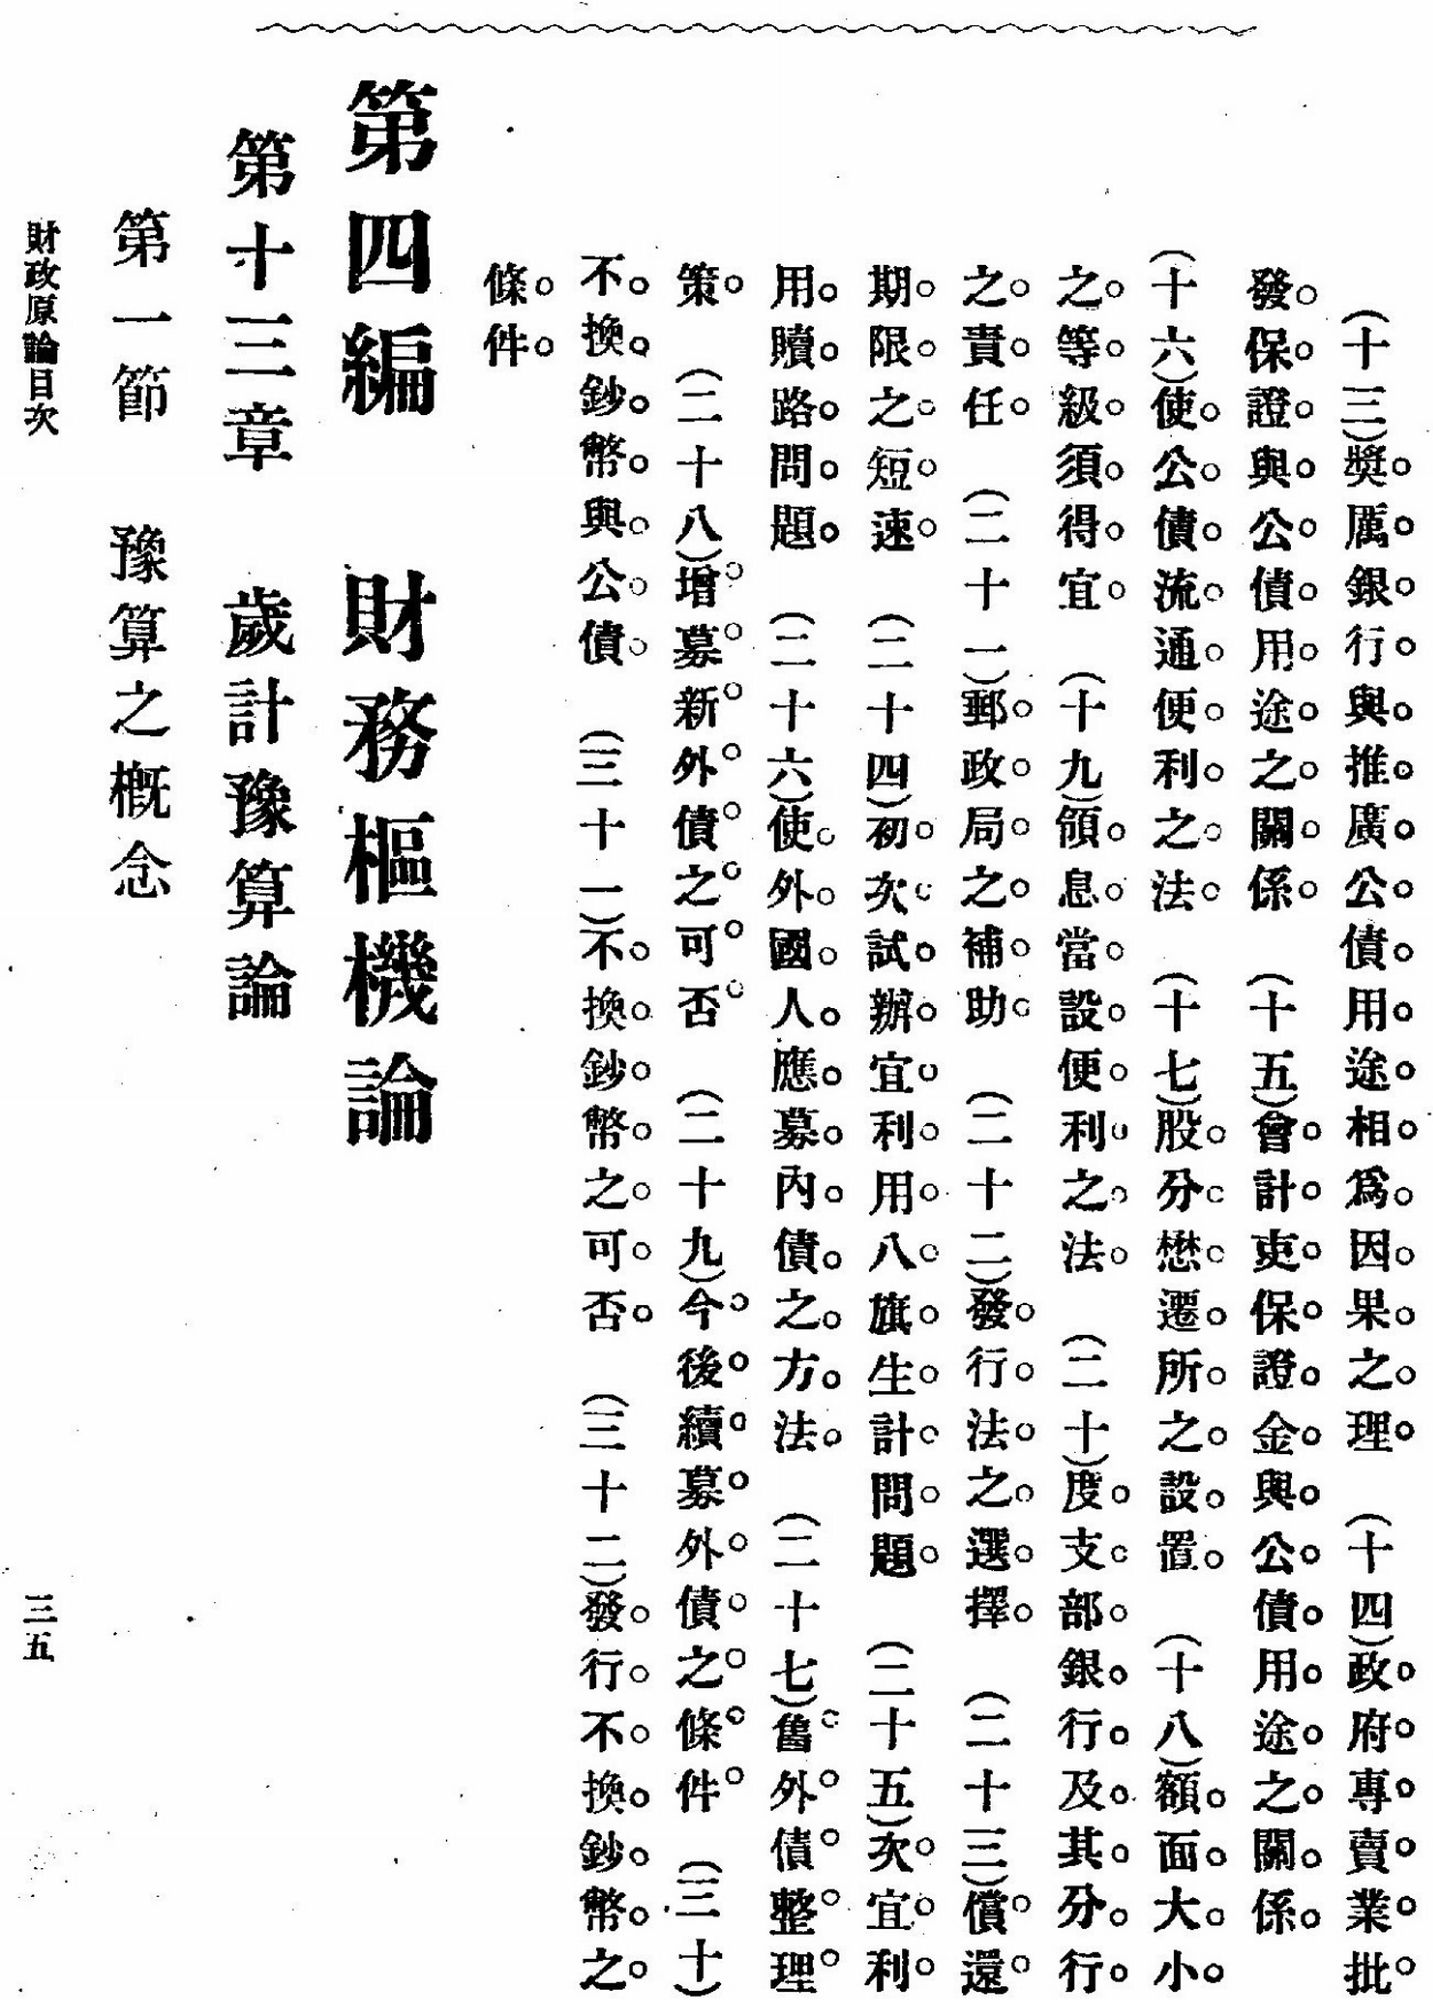 (十三)奬厲銀行與推廣公債用途相爲因果之理　(十四)政府專賣業批
發保證與公債用途之關係　(十五)會計吏保證金與公債用途之關係
(十六)使公債流通便利之法　(十七)股分懋遷所之設置　(十八)額面大小
之等級須得宜　(十九)領息當設便利之法　(二十)度支部銀行及其分行
之責任　(二十一)郵政局之補助　(二十二)發行法之選擇　(二十三)償還
期限之短速　(二十四)初次試辦宜利用八旗生計問題　(二十五)次宜利
用贖路問題　(二十六)使外國人應募內債之方法　(二十七)舊外債整理
策　(二十八)增募新外債之可否　(二十九)今後續募外債之條件　(三十)
不換鈔幣與公債　(三十一)不換鈔幣之可否　(三十二)發行不換鈔幣之
條件
第四編　財務樞機論
第十三章　歲計豫算論
第一節　豫算之概念
財政原論目次
三五